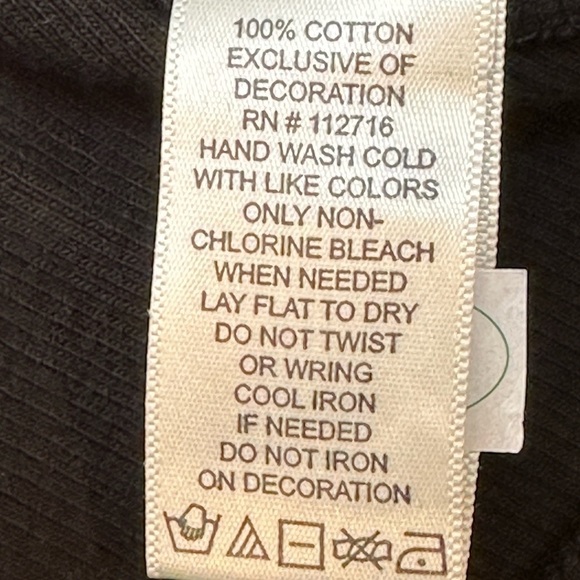 100% COTTON
EXCLUSIVE OF
DECORATION
RN # 112716
HAND WASH COLD
WITH LIKE COLORS
ONLY NON-
CHLORINE BLEACH
WHEN NEEDED
LAY FLAT TO DRY
DO NOT TWIST
OR WRING
COOL IRON
IF NEEDED
DO NOT IRON
ON DECORATION